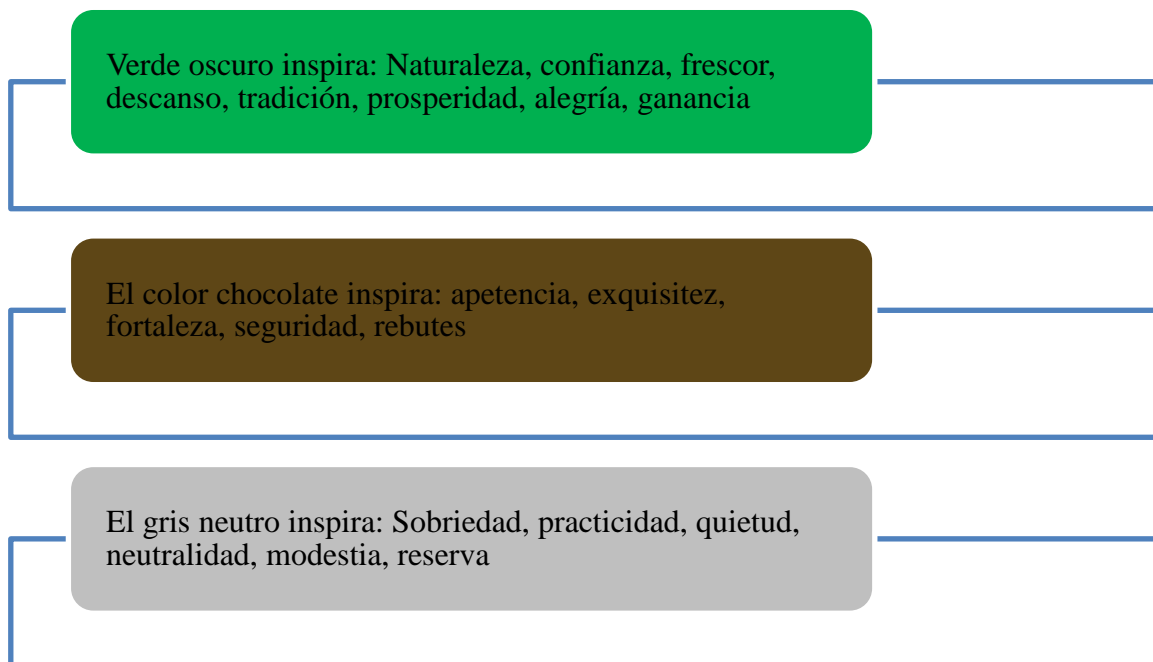 Verde oscuro inspira: Naturaleza, confianza, frescor,
descanso, tradición, prosperidad, alegría, ganancia
El color chocolate inspira: apetencia, exquisitez,
fortaleza, seguridad, rebutes
El gris neutro inspira: Sobriedad, practicidad, quietud,
neutralidad, modestia, reserva